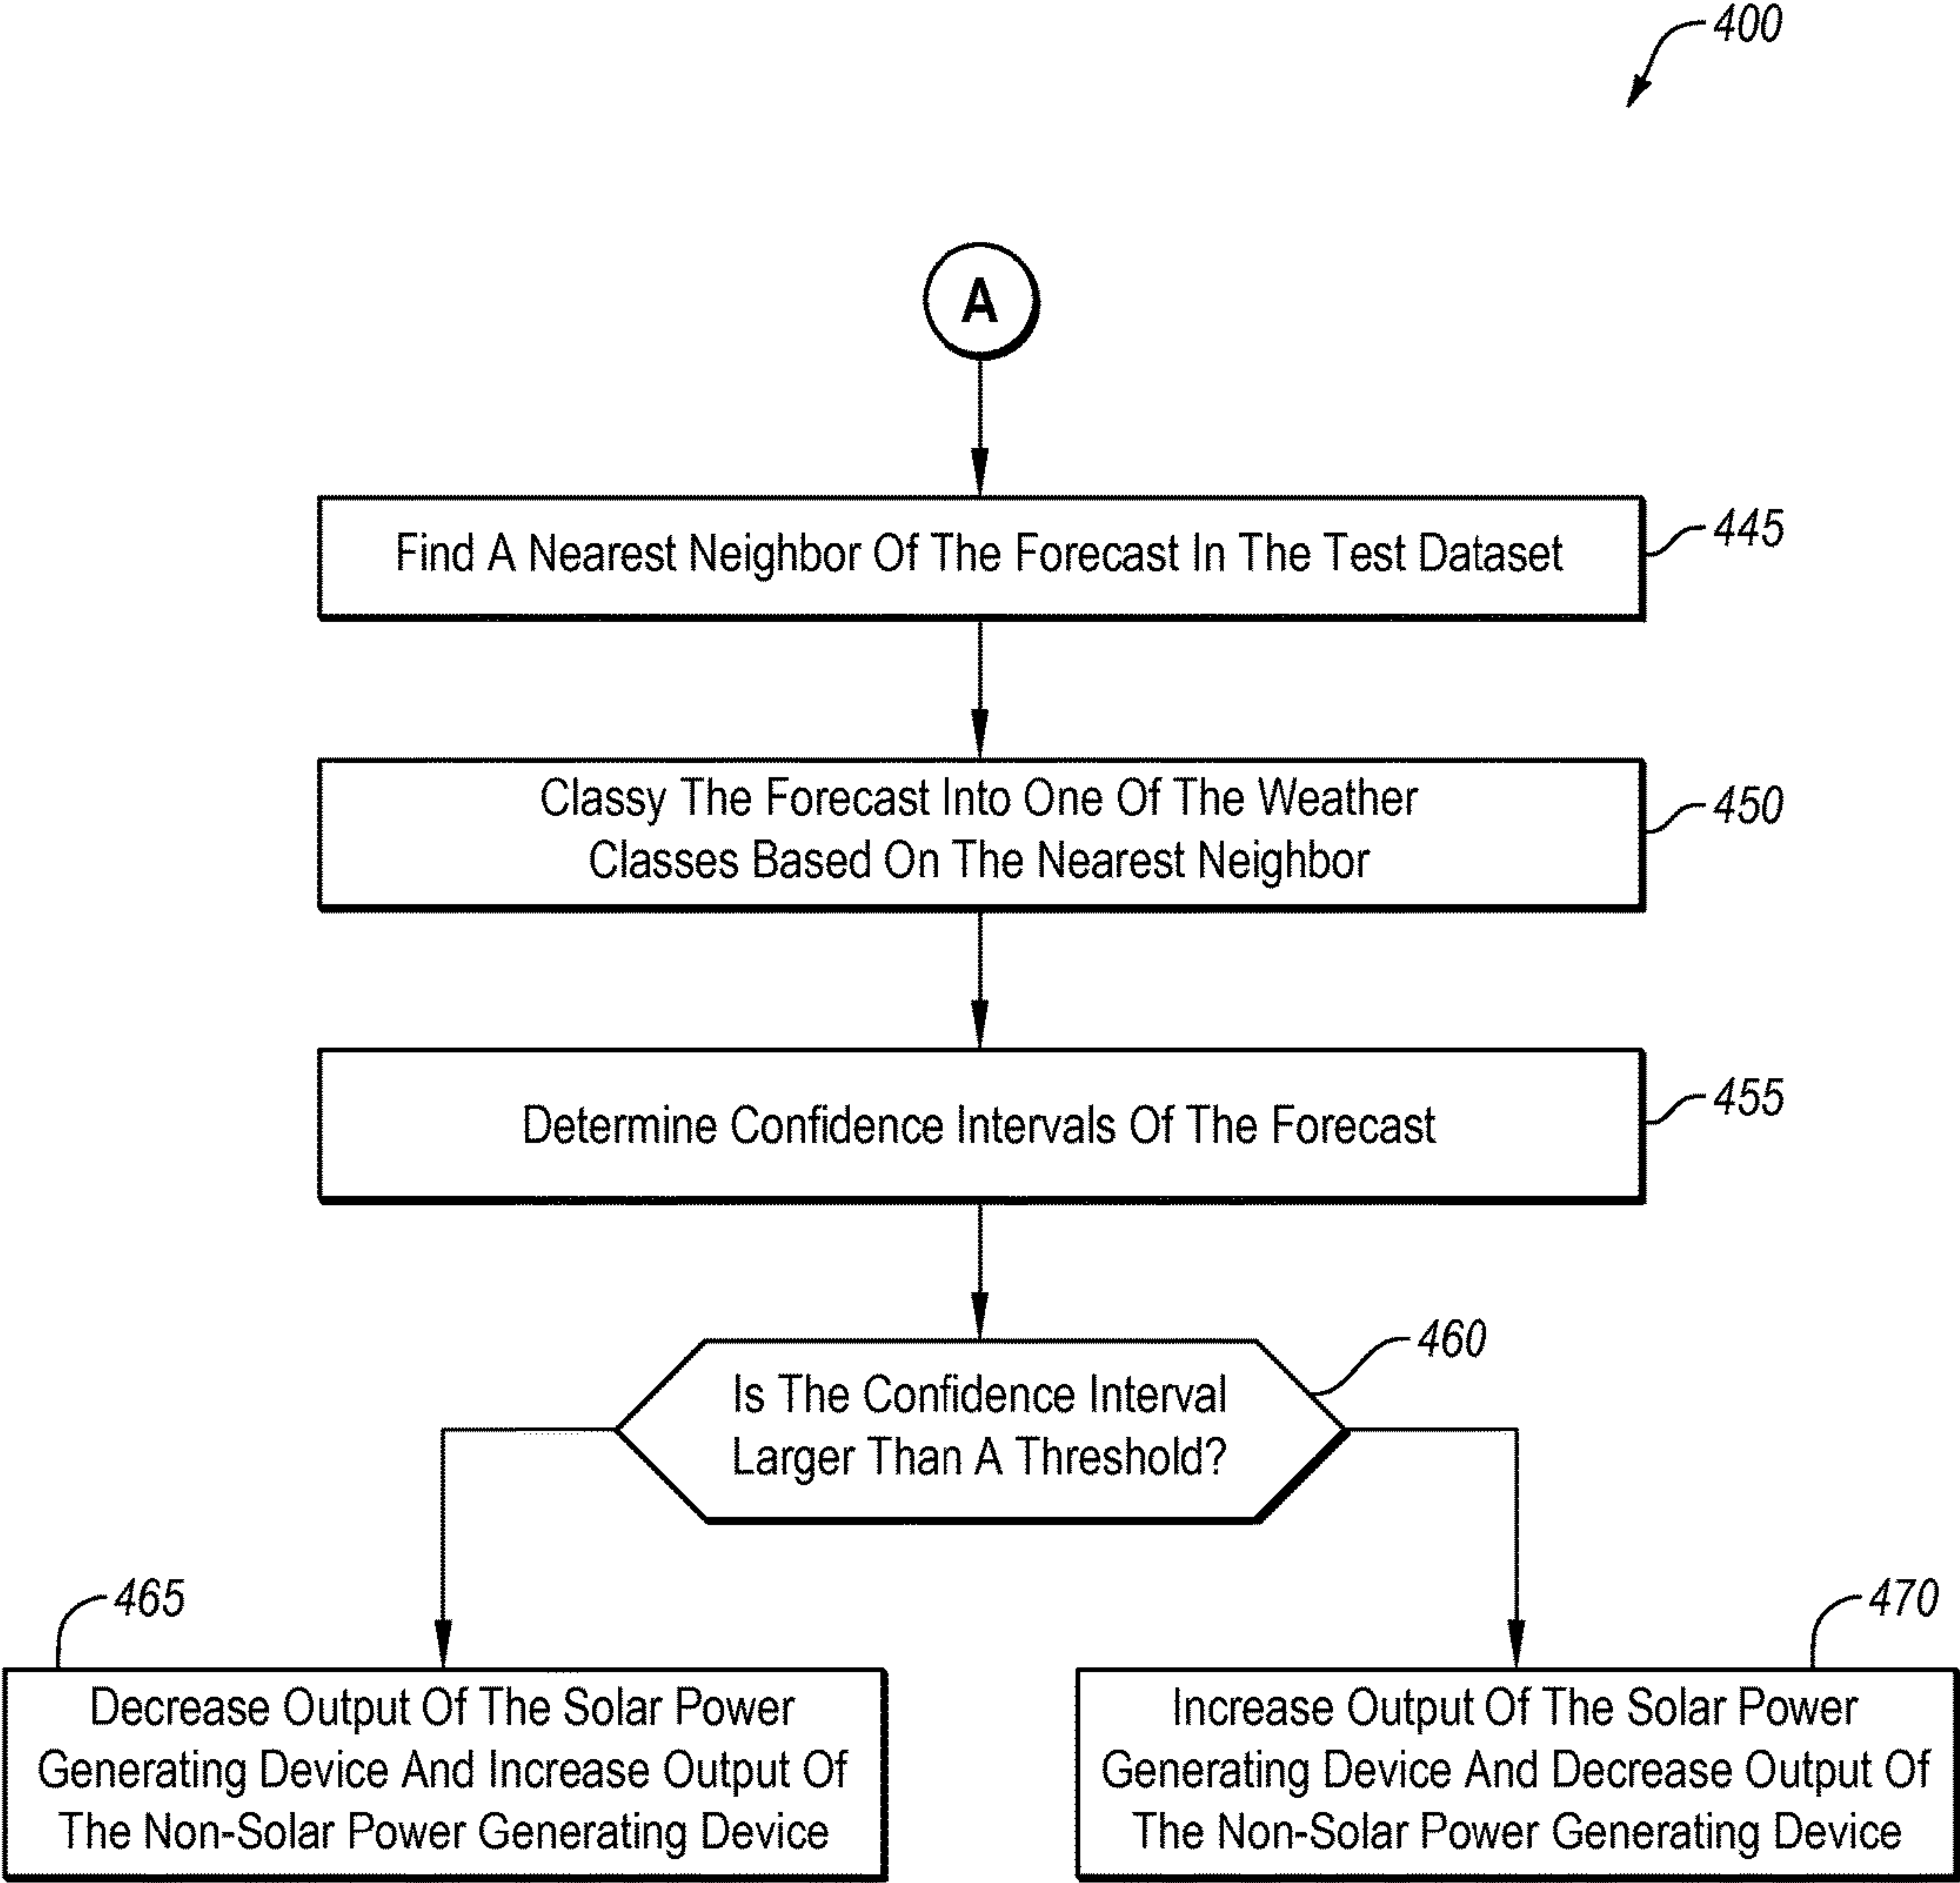 400
A
Find A Nearest Neighbor Of The Forecast In The Test Dataset
445
Classy The Forecast Into One Of The Weather
Classes Based On The Nearest Neighbor
450
Determine Confidence Intervals Of The Forecast
455
Is The Confidence Interval
Larger Than A Threshold?
460
465
Decrease Output Of The Solar Power
Generating Device And Increase Output Of
The Non-Solar Power Generating Device
470
Increase Output Of The Solar Power
Generating Device And Decrease Output Of
The Non-Solar Power Generating Device